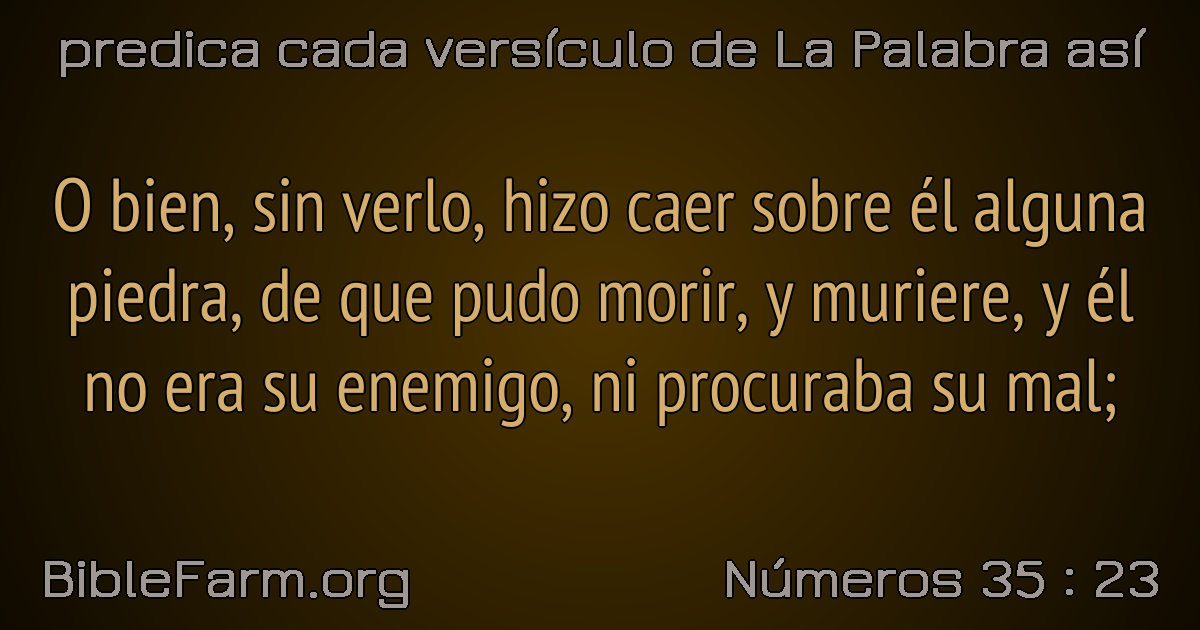 predica cada versículo de La Palabra así
O bien, sin verlo, hizo caer sobre él alguna
piedra, de que pudo morir, y muriere, y él
no era su enemigo, ni procuraba su mal;
BibleFarm.org
Números 35 : 23